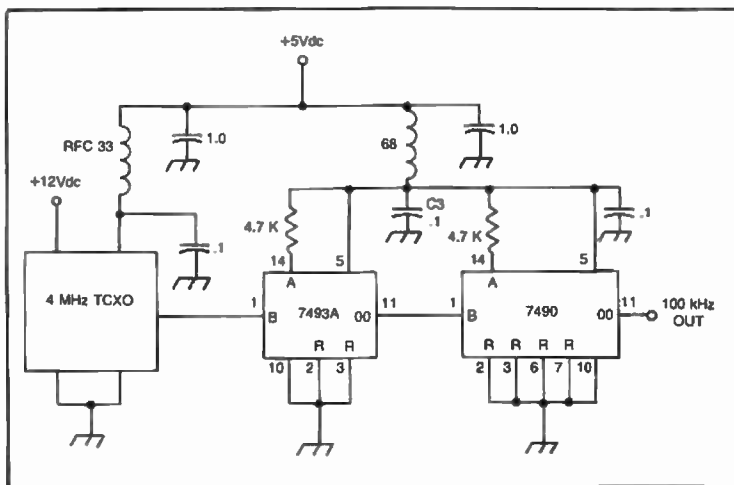 +5Vdc
RFC 33
1.0
68
1.0
+12Vdc
.1
4.7 K
C3
.1
4.7 K
.1
14
5
14
5
4 MHz TCXO
A
A
1
B
7493A
OO
11
1
B
7490
OO
11
100 kHz
OUT
R
R
R
R
R
R
10
2
3
2
3
6
7
10